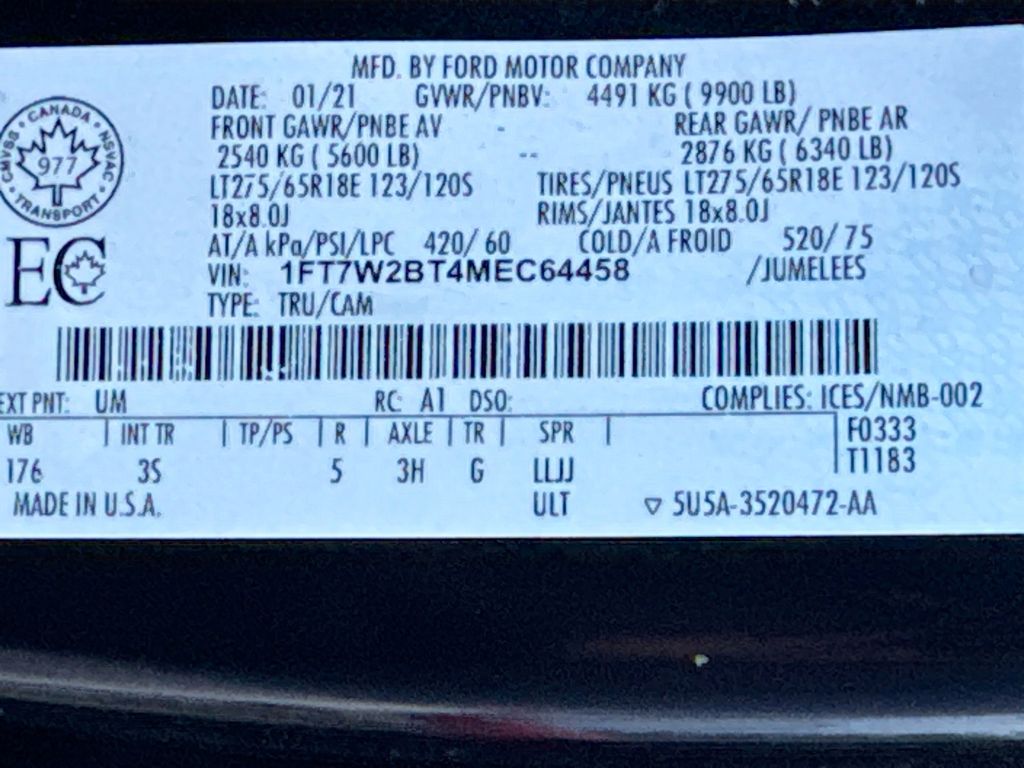 MFD. BY FORD MOTOR COMPANY
DATE: 01/21 GVWR/PNBV: 4491 KG ( 9900 LB)
FRONT GAWR/PNBE AV REAR GAWR/ PNBE AR
2540 KG ( 5600 LB) -- 2876 KG ( 6340 LB)
LT275/65R18E 123/120S TIRES/PNEUS LT275/65R18E 123/120S
18x8.0J RIMS/JANTES 18x8.0J
AT/A kPa/PSI/LPC 420/ 60 COLD/A FROID 520/ 75
VIN: 1FT7W2BT4MEC64458 /JUMELEES
TYPE: TRU/CAM
CANADA • NSVAC • TRANSPORT • CMVSS •
977
EC
EXT PNT: UM RC: A1 DSO: COMPLIES: ICES/NMB-002
WB | INT TR | TP/PS | R | AXLE | TR | SPR | F0333
176 3S 5 3H G LLJJ T1183
MADE IN U.S.A. ULT ▽ 5U5A-3520472-AA